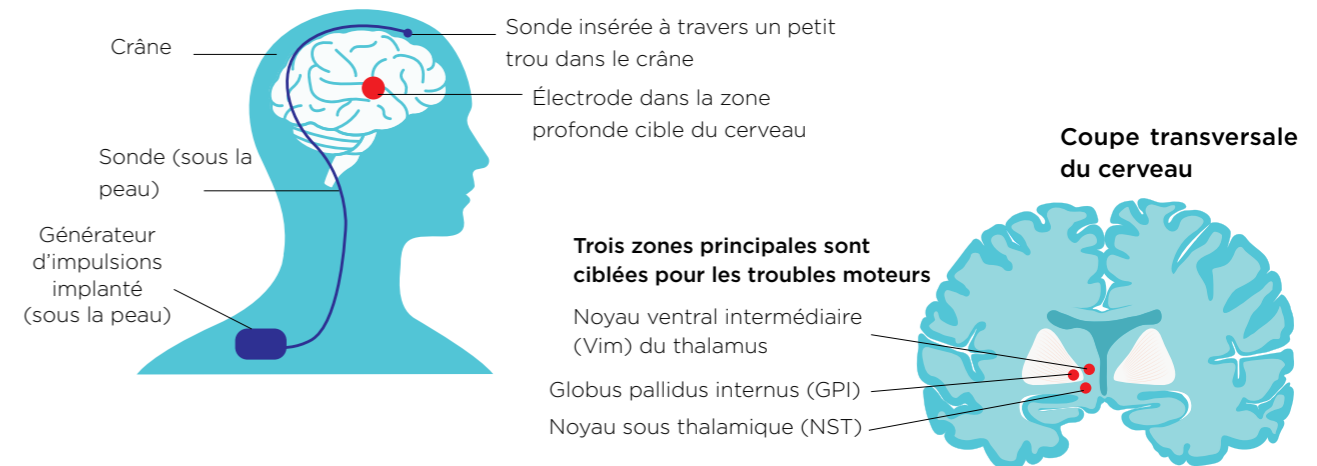 Crâne
Sonde insérée à travers un petit
trou dans le crâne
Électrode dans la zone
profonde cible du cerveau
Sonde (sous la
peau)
Générateur
d'impulsions
implanté
(sous la peau)
Coupe transversale
du cerveau
Trois zones principales sont
ciblées pour les troubles moteurs
Noyau ventral intermédiaire
(Vim) du thalamus
Globus pallidus internus (GPI)
Noyau sous thalamique (NST)